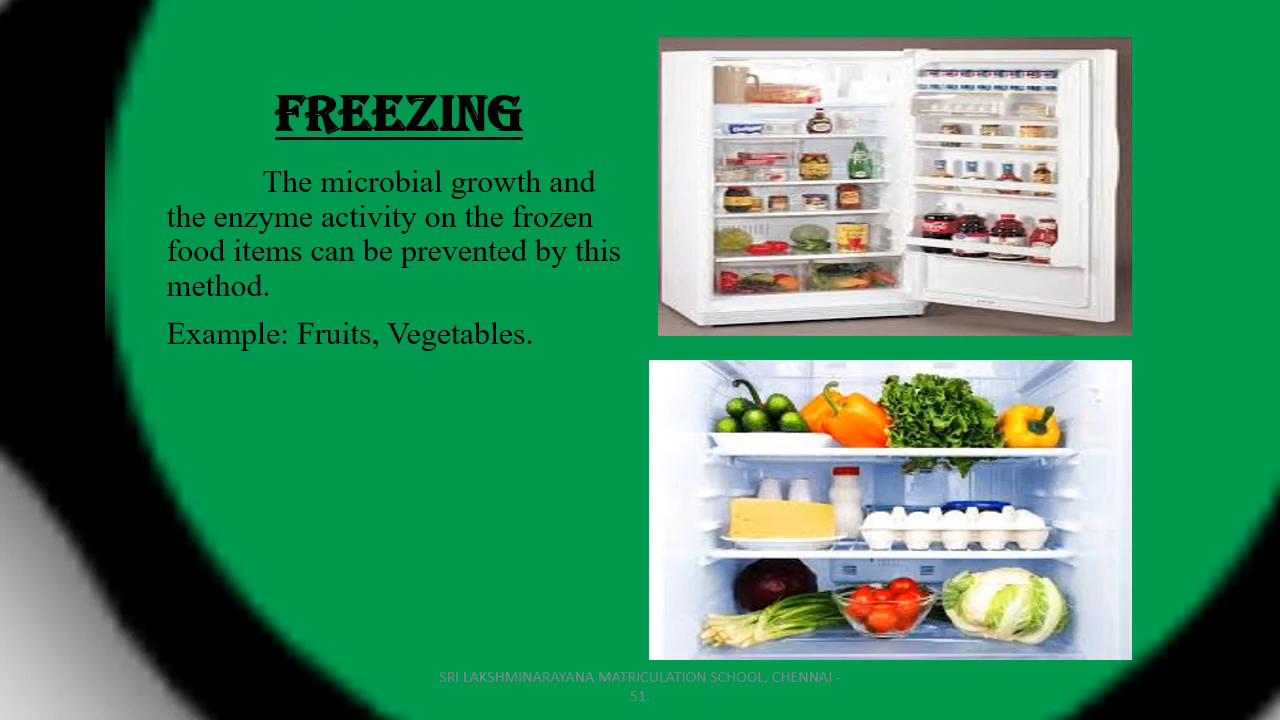 FREEZING
The microbial growth and
the enzyme activity on the frozen
food items can be prevented by this
method.
Example: Fruits, Vegetables.
SRI LAKSHMINARAYANA MATRICULATION SCHOOL, CHENNAI -
51.